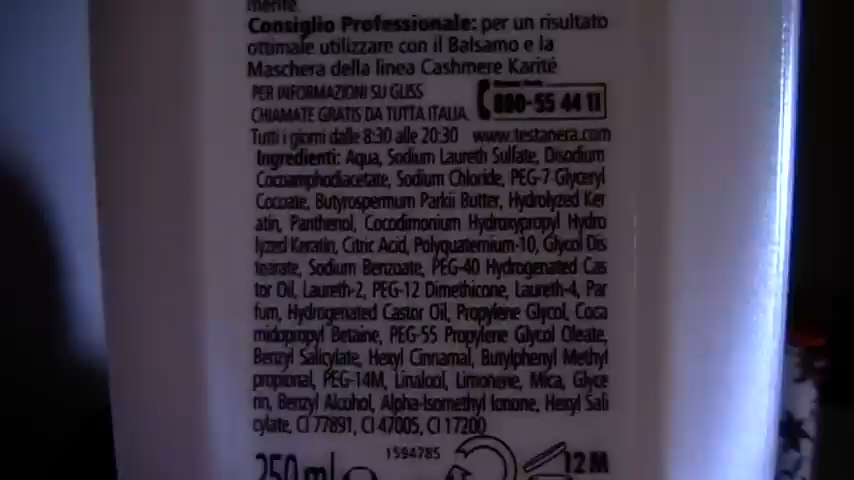 mente.
Consiglio Professionale: per un risultato
ottimale utilizzare con il Balsamo e la
Maschera della linea Cashmere Karité
PER INFORMAZIONI SU GLISS
CHIAMATE GRATIS DA TUTTA ITALIA
800-55 44 11
Tutti i giorni dalle 8:30 alle 20:30 www.testanera.com
Ingredienti: Aqua, Sodium Laureth Sulfate, Disodium
Cocoamphodiacetate, Sodium Chloride, PEG-7 Glyceryl
Cocoate, Butyrospermum Parkii Butter, Hydrolyzed Ker
atin, Panthenol, Cocodimonium Hydroxypropyl Hydro
lyzed Keratin, Citric Acid, Polyquaternium-10, Glycol Dis
tearate, Sodium Benzoate, PEG-40 Hydrogenated Cas
tor Oil, Laureth-2, PEG-12 Dimethicone, Laureth-4, Par
fum, Hydrogenated Castor Oil, Propylene Glycol, Coca
midopropyl Betaine, PEG-55 Propylene Glycol Oleate,
Benzyl Salicylate, Hexyl Cinnamal, Butylphenyl Methyl
propional, PEG-14M, Linalool, Limonene, Mica, Glyce
rin, Benzyl Alcohol, Alpha-Isomethyl Ionone, Hexyl Sali
cylate, CI 77891, CI 47005, CI 17200
1594785
250 ml
12 M